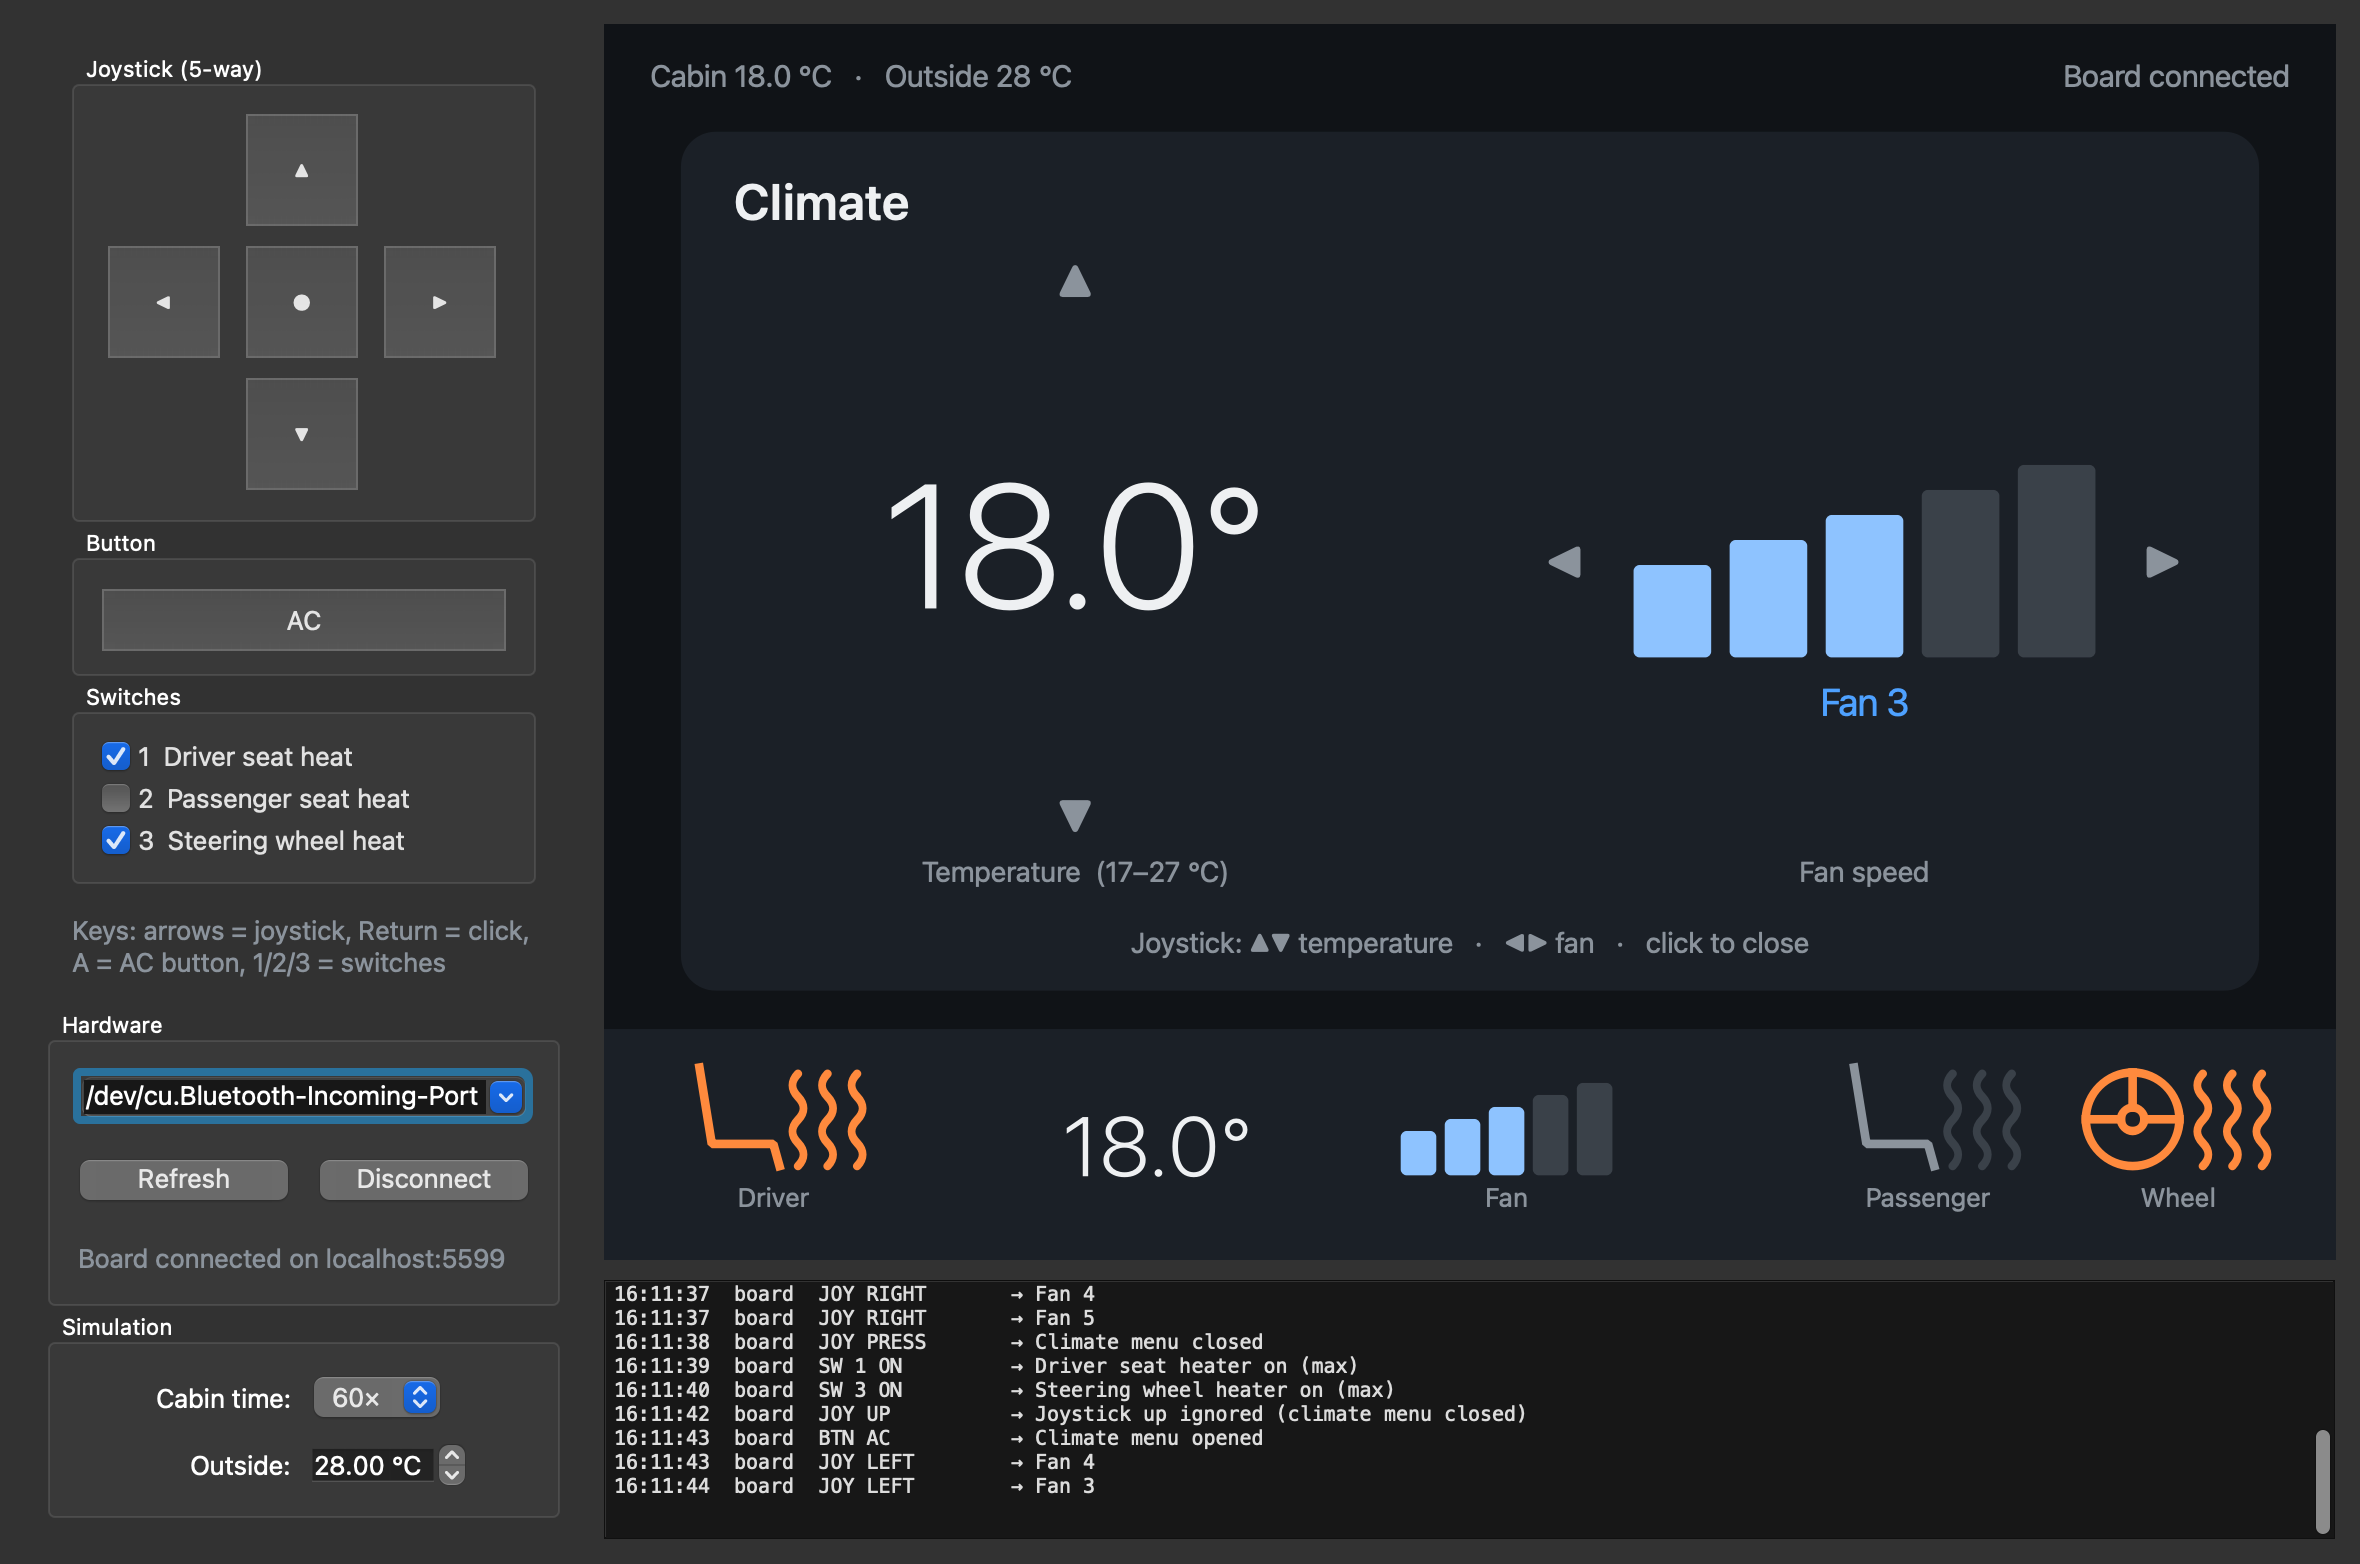 Joystick (5-way)
▲
◀ ● ▶
▼
Button
AC
Switches
1 Driver seat heat
2 Passenger seat heat
3 Steering wheel heat
Keys: arrows = joystick, Return = click,
A = AC button, 1/2/3 = switches
Hardware
/dev/cu.Bluetooth-Incoming-Port
Refresh Disconnect
Board connected on localhost:5599
Simulation
Cabin time: 60×
Outside: 28.00 °C
Cabin 18.0 °C · Outside 28 °C
Board connected
Climate
▲
18.0°
▼
Temperature (17–27 °C)
◀ ▶
Fan 3
Fan speed
Joystick: ▲▼ temperature · ◀▶ fan · click to close
Driver
18.0°
Fan
Passenger
Wheel
16:11:37 board JOY RIGHT → Fan 4
16:11:37 board JOY RIGHT → Fan 5
16:11:38 board JOY PRESS → Climate menu closed
16:11:39 board SW 1 ON → Driver seat heater on (max)
16:11:40 board SW 3 ON → Steering wheel heater on (max)
16:11:42 board JOY UP → Joystick up ignored (climate menu closed)
16:11:43 board BTN AC → Climate menu opened
16:11:43 board JOY LEFT → Fan 4
16:11:44 board JOY LEFT → Fan 3